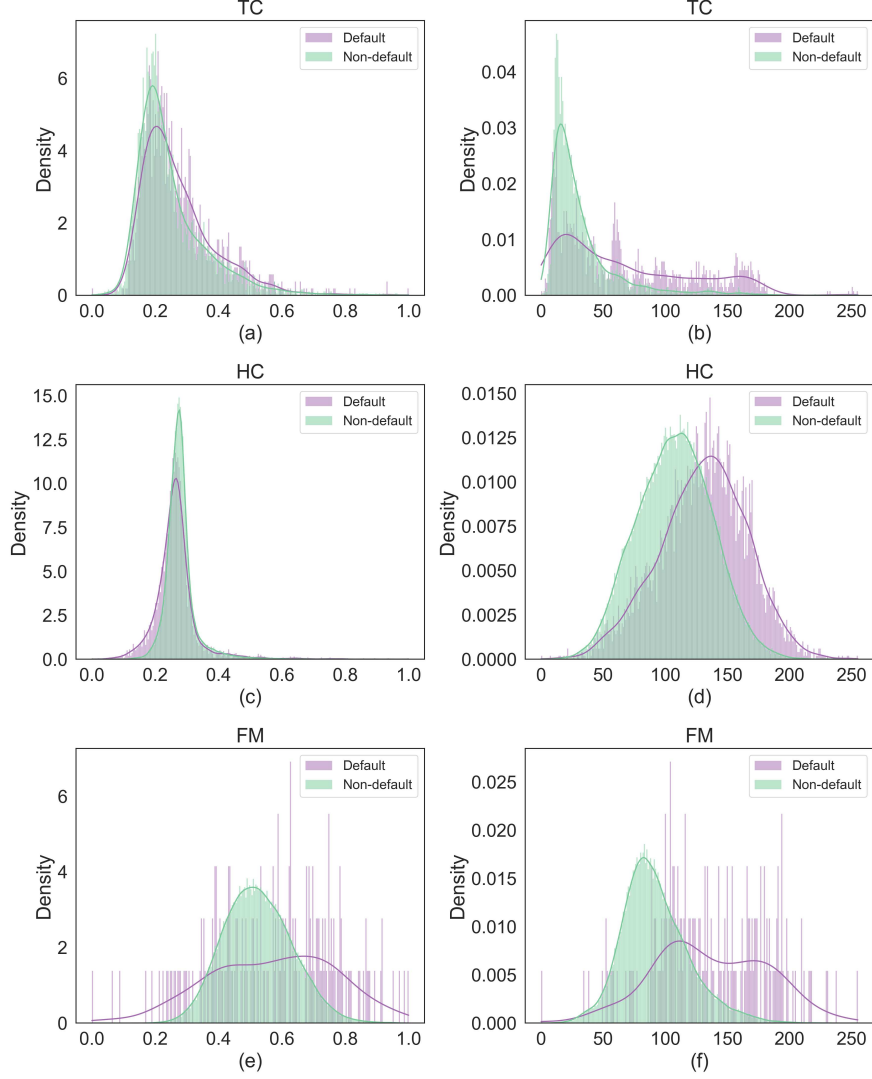 TC
Default
Non-default
Density
6
4
2
0
0.0 0.2 0.4 0.6 0.8 1.0
(a)
TC
Default
Non-default
Density
0.04
0.03
0.02
0.01
0.00
0 50 100 150 200 250
(b)
HC
Default
Non-default
Density
15.0
12.5
10.0
7.5
5.0
2.5
0.0
0.0 0.2 0.4 0.6 0.8 1.0
(c)
HC
Default
Non-default
Density
0.0150
0.0125
0.0100
0.0075
0.0050
0.0025
0.0000
0 50 100 150 200 250
(d)
FM
Default
Non-default
Density
6
4
2
0
0.0 0.2 0.4 0.6 0.8 1.0
(e)
FM
Default
Non-default
Density
0.025
0.020
0.015
0.010
0.005
0.000
0 50 100 150 200 250
(f)